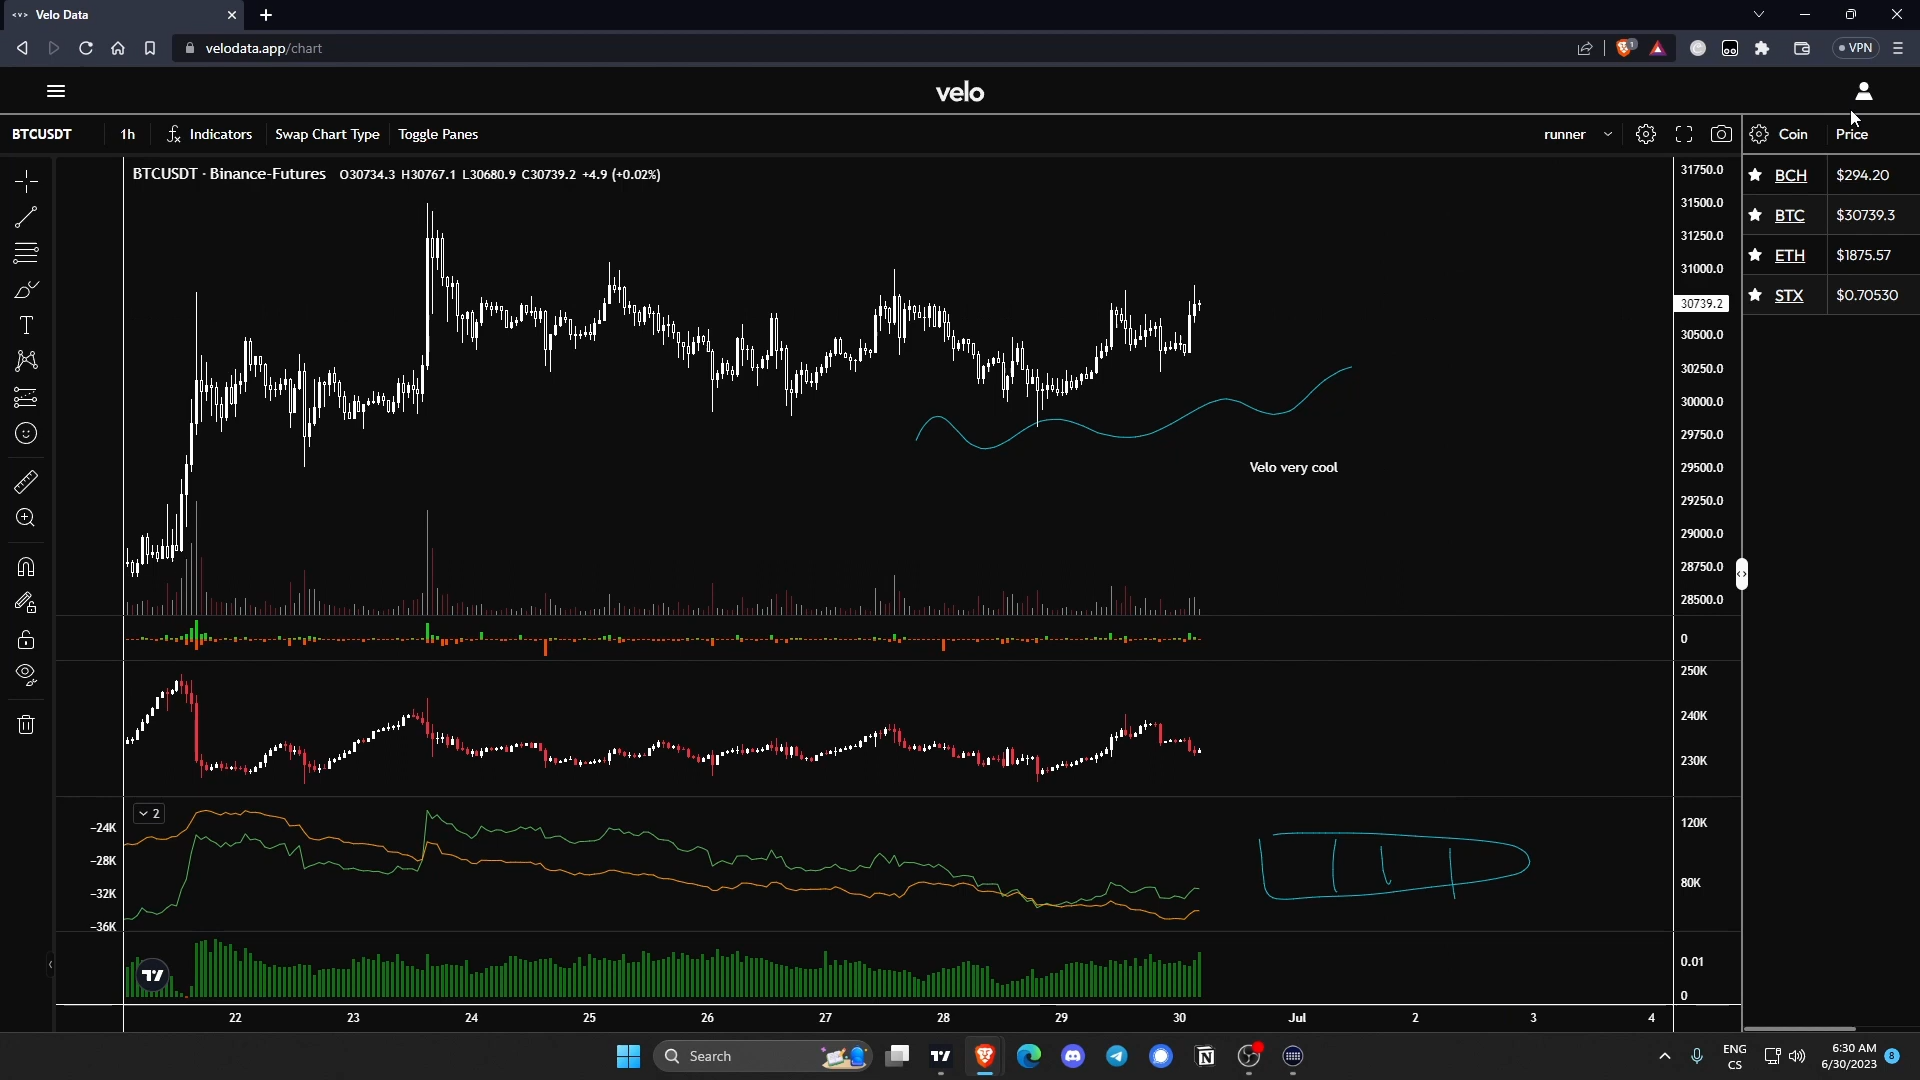 Velo Data
velodata.app/chart
1
VPN
velo
BTCUSDT
1h
Indicators
Swap Chart Type
Toggle Panes
runner
Coin
Price
BTCUSDT · Binance-Futures O30734.3 H30767.1 L30680.9 C30739.2 +4.9 (+0.02%)
BCH
$294.20
BTC
$30739.3
ETH
$1875.57
STX
$0.70530
31750.0
31500.0
31250.0
31000.0
30739.2
30500.0
30250.0
30000.0
29750.0
29500.0
29250.0
29000.0
28750.0
28500.0
Velo very cool
0
250K
240K
230K
2
-24K
-28K
-32K
-36K
120K
80K
0.01
0
22
23
24
25
26
27
28
29
30
Jul
2
3
4
Search
ENG
CS
6:30 AM
6/30/2023
8